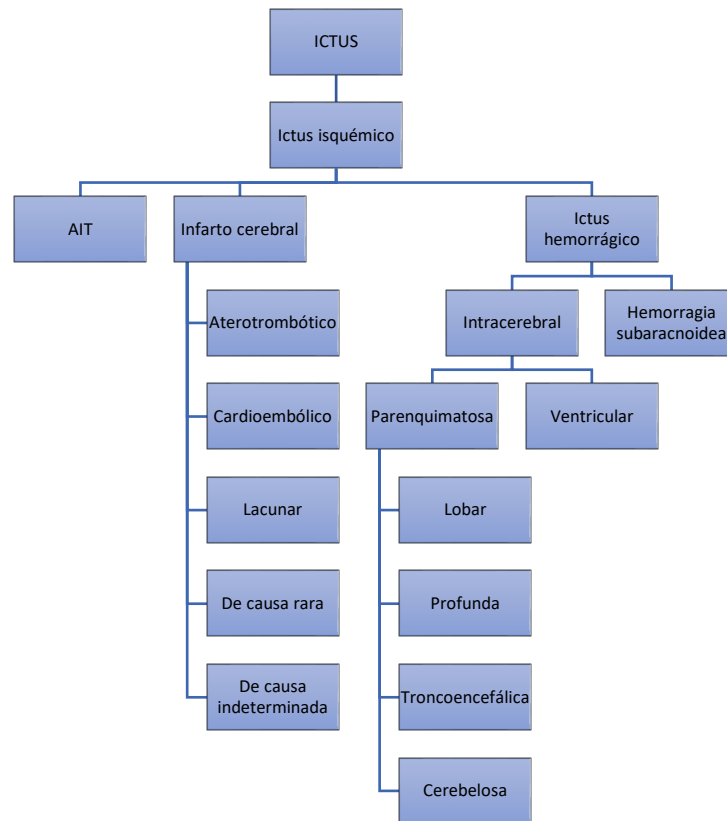 ICTUS
Ictus isquémico
AIT
Infarto cerebral
Ictus
hemorrágico
Aterotrombótico
Intracerebral
Hemorragia
subaracnoidea
Cardioembólico
Parenquimatosa
Ventricular
Lacunar
Lobar
De causa rara
Profunda
De causa
indeterminada
Troncoencefálica
Cerebelosa